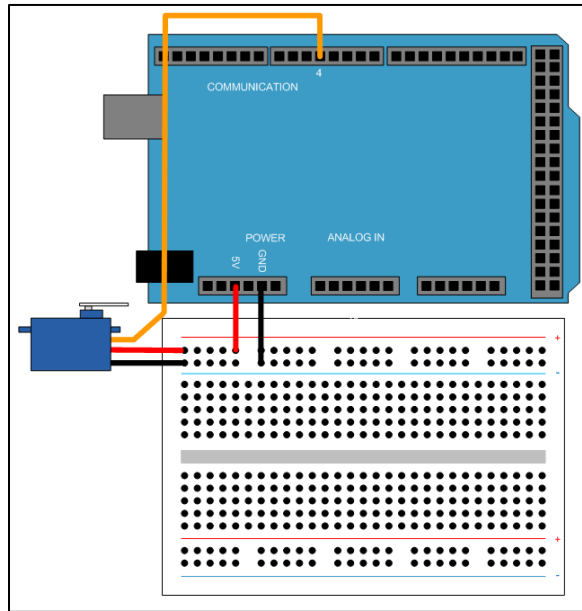 4
COMMUNICATION
POWER
ANALOG IN
5V
GND
+
-
+
-